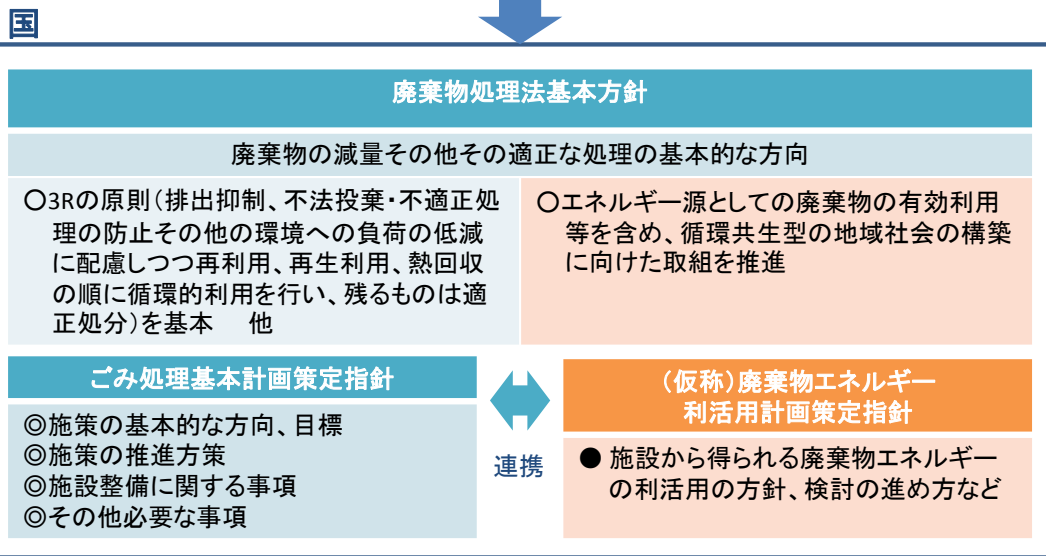 国
廃棄物処理法基本方針
廃棄物の減量その他その適正な処理の基本的な方向
○3Rの原則（排出抑制、不法投棄・不適正処
理の防止その他の環境への負荷の低減
に配慮しつつ再利用、再生利用、熱回収
の順に循環的利用を行い、残るものは適
正処分）を基本　他
○エネルギー源としての廃棄物の有効利用
等を含め、循環共生型の地域社会の構築
に向けた取組を推進
ごみ処理基本計画策定指針
◎施策の基本的な方向、目標
◎施策の推進方策
◎施設整備に関する事項
◎その他必要な事項
連携
（仮称）廃棄物エネルギー
利活用計画策定指針
● 施設から得られる廃棄物エネルギー
の利活用の方針、検討の進め方など